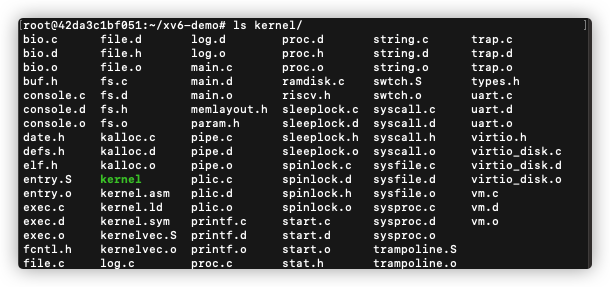 [root@42da3c1bf051:~/xv6-demo# ls kernel/ ]
bio.c file.d log.d proc.d string.c trap.c
bio.d file.h log.o proc.h string.d trap.d
bio.o file.o main.c proc.o string.o trap.o
buf.h fs.c main.d ramdisk.c swtch.S types.h
console.c fs.d main.o riscv.h swtch.o uart.c
console.d fs.h memlayout.h sleeplock.c syscall.c uart.d
console.o fs.o param.h sleeplock.d syscall.d uart.o
date.h kalloc.c pipe.c sleeplock.h syscall.h virtio.h
defs.h kalloc.d pipe.d sleeplock.o syscall.o virtio_disk.c
elf.h kalloc.o pipe.o spinlock.c sysfile.c virtio_disk.d
entry.S kernel plic.c spinlock.d sysfile.d virtio_disk.o
entry.o kernel.asm plic.d spinlock.h sysfile.o vm.c
exec.c kernel.ld plic.o spinlock.o sysproc.c vm.d
exec.d kernel.sym printf.c start.c sysproc.d vm.o
exec.o kernelvec.S printf.d start.d sysproc.o
fcntl.h kernelvec.o printf.o start.o trampoline.S
file.c log.c proc.c stat.h trampoline.o